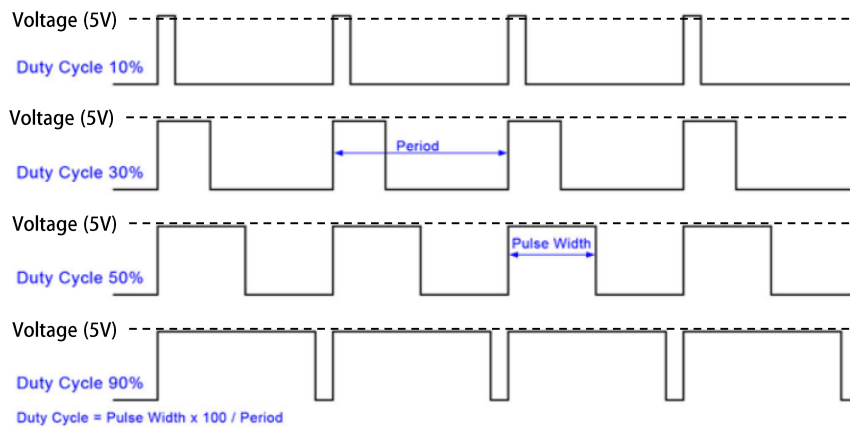 Voltage (5V)
Duty Cycle 10%
Voltage (5V)
Period
Duty Cycle 30%
Voltage (5V)
Pulse Width
Duty Cycle 50%
Voltage (5V)
Duty Cycle 90%
Duty Cycle = Pulse Width x 100 / Period